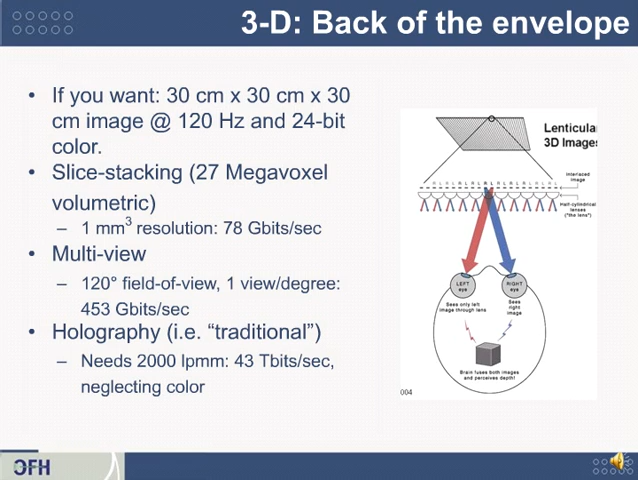 3-D: Back of the envelope
• If you want: 30 cm x 30 cm x 30
cm image @ 120 Hz and 24-bit
color.
• Slice-stacking (27 Megavoxel
volumetric)
– 1 mm³ resolution: 78 Gbits/sec
• Multi-view
– 120° field-of-view, 1 view/degree:
453 Gbits/sec
• Holography (i.e. “traditional”)
– Needs 2000 lpmm: 43 Tbits/sec,
neglecting color
Lenticula
3D Image
Interlaced
image
Half-cylindrical
lenses
("the lens")
LEFT
eye
RIGHT
eye
Sees only left
image through lens
Sees
right
image
Brain fuses both images
and perceives depth!
004
OFH